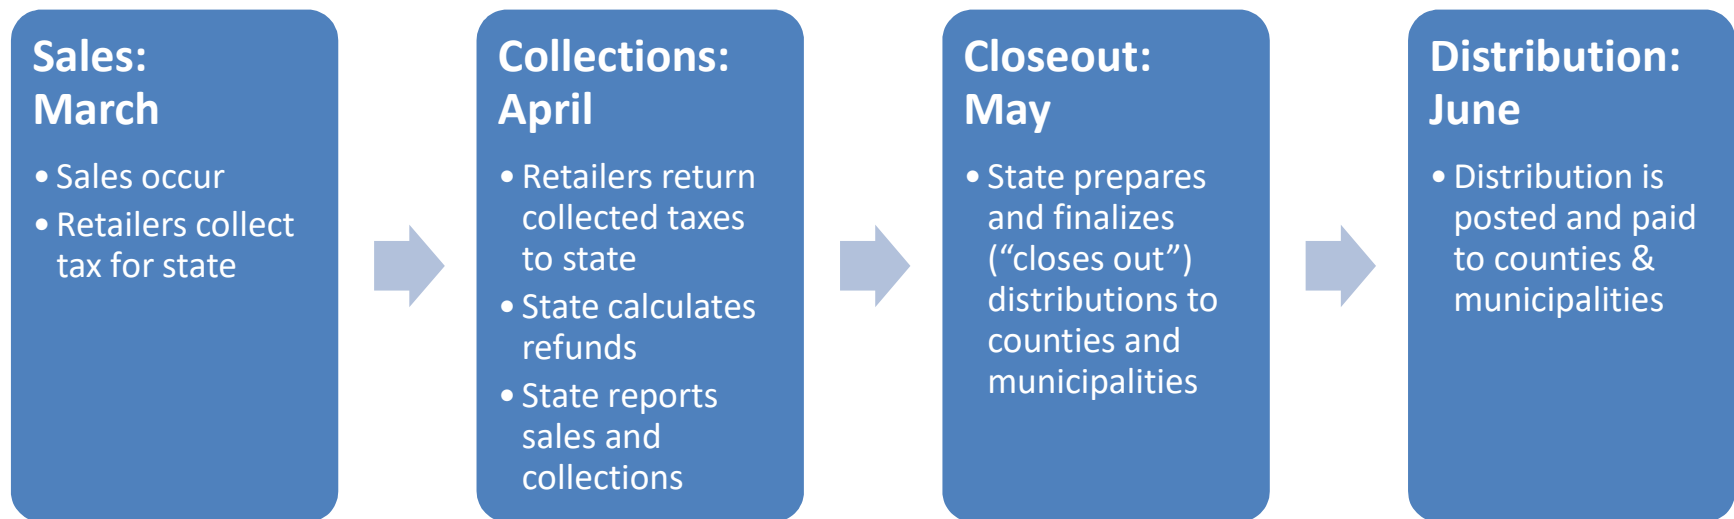 Sales:
March
• Sales occur
• Retailers collect
tax for state
Collections:
April
• Retailers return
collected taxes
to state
• State calculates
refunds
• State reports
sales and
collections
Closeout:
May
• State prepares
and finalizes
(“closes out”)
distributions to
counties and
municipalities
Distribution:
June
• Distribution is
posted and paid
to counties &
municipalities